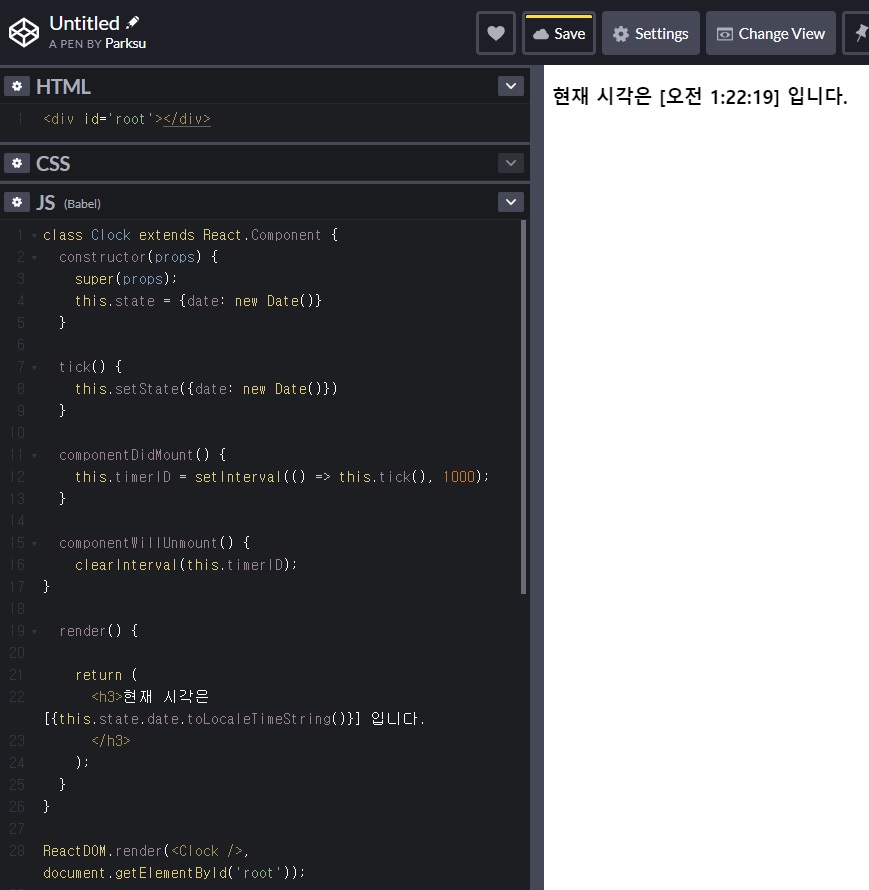 Untitled
A PEN BY Parksu
Save
Settings
Change View
HTML
1 <div id='root'></div>
CSS
JS (Babel)
1 class Clock extends React.Component {
2 constructor(props) {
3 super(props);
4 this.state = {date: new Date()}
5 }
6
7 tick() {
8 this.setState({date: new Date()})
9 }
10
11 componentDidMount() {
12 this.timerID = setInterval(() => this.tick(), 1000);
13 }
14
15 componentWillUnmount() {
16 clearInterval(this.timerID);
17 }
18
19 render() {
20
21 return (
22 <h3>현재 시각은
[{this.state.date.toLocaleTimeString()}] 입니다.
23 </h3>
24 );
25 }
26 }
27
28 ReactDOM.render(<Clock />,
document.getElementById('root'));
현재 시각은 [오전 1:22:19] 입니다.